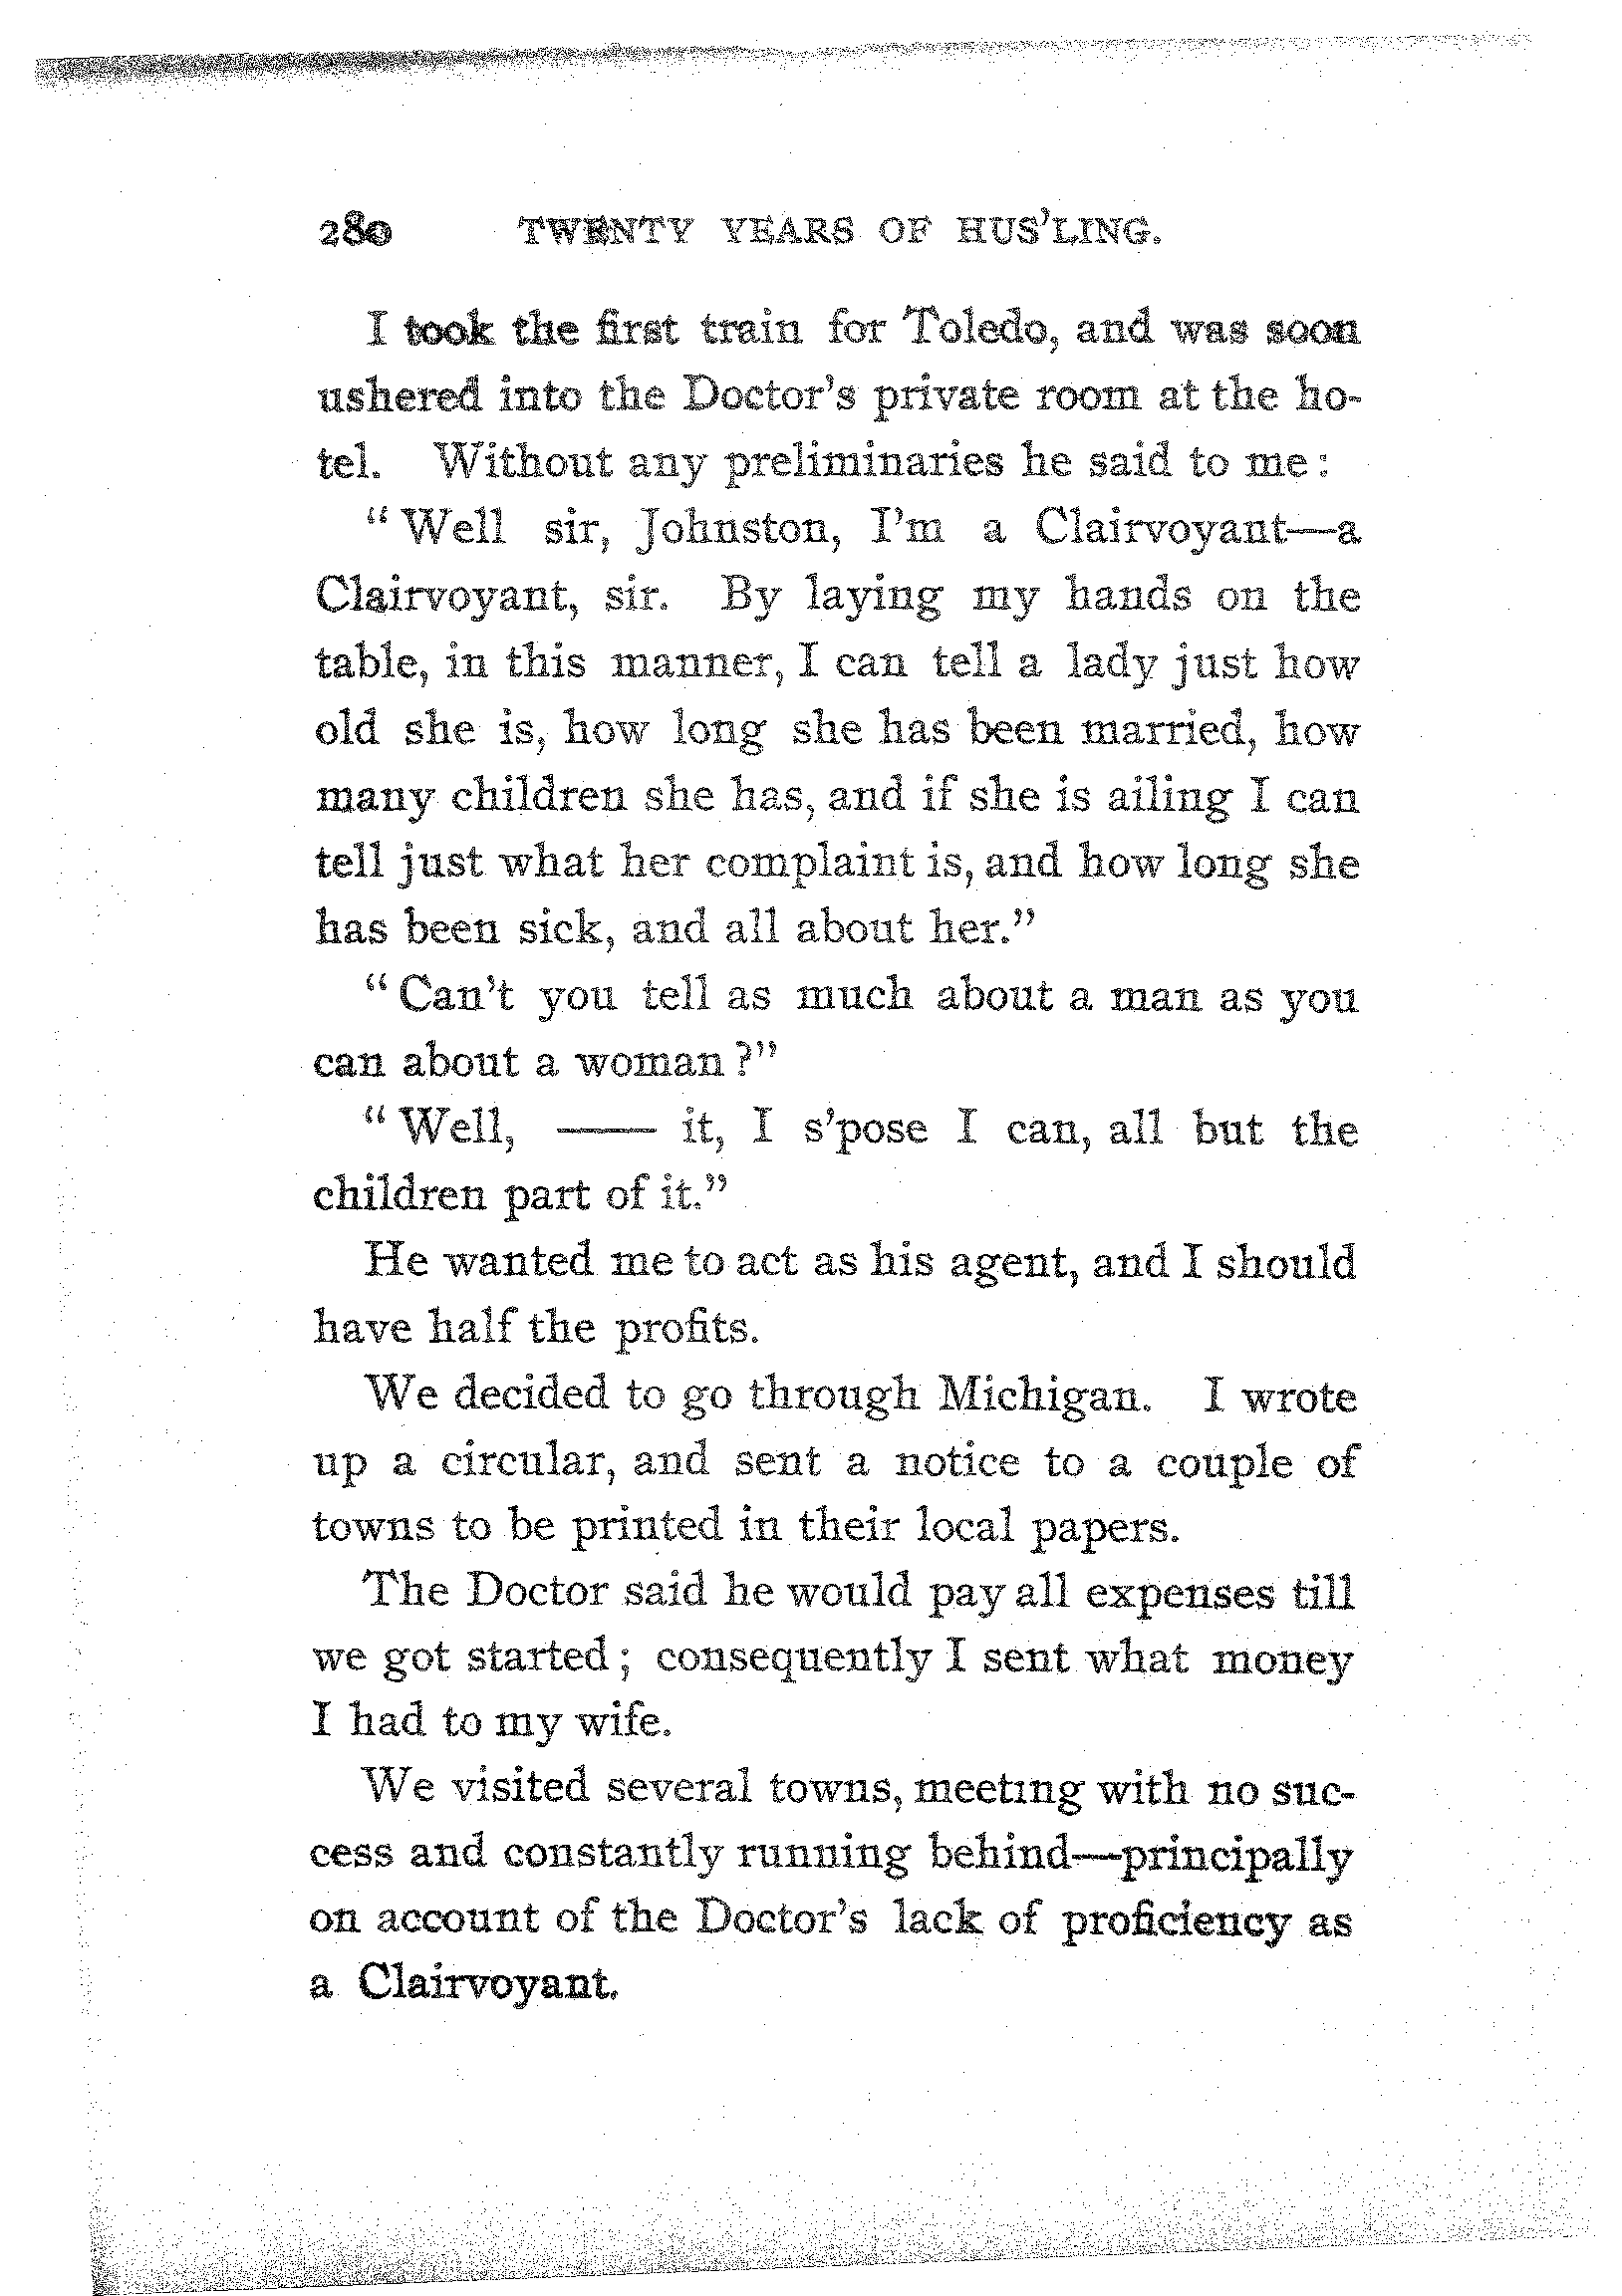 280 TWENTY YEARS OF HUS'LING.
I took the first train for Toledo, and was soon
ushered into the Doctor's private room at the ho-
tel. Without any preliminaries he said to me:
"Well sir, Johnston, I'm a Clairvoyant—a
Clairvoyant, sir. By laying my hands on the
table, in this manner, I can tell a lady just how
old she is, how long she has been married, how
many children she has, and if she is ailing I can
tell just what her complaint is, and how long she
has been sick, and all about her."
"Can't you tell as much about a man as you
can about a woman?"
"Well, —— it, I s'pose I can, all but the
children part of it."
He wanted me to act as his agent, and I should
have half the profits.
We decided to go through Michigan. I wrote
up a circular, and sent a notice to a couple of
towns to be printed in their local papers.
The Doctor said he would pay all expenses till
we got started; consequently I sent what money
I had to my wife.
We visited several towns, meeting with no suc-
cess and constantly running behind—principally
on account of the Doctor's lack of proficiency as
a Clairvoyant.